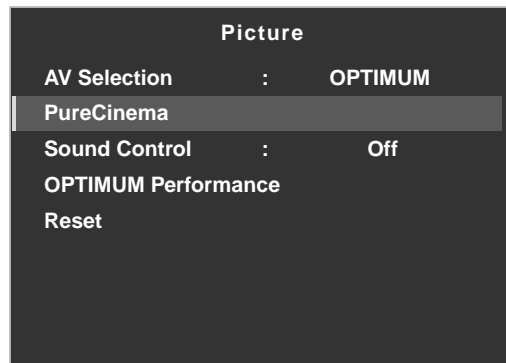 Picture
AV Selection : OPTIMUM
PureCinema
Sound Control : Off
OPTIMUM Performance
Reset